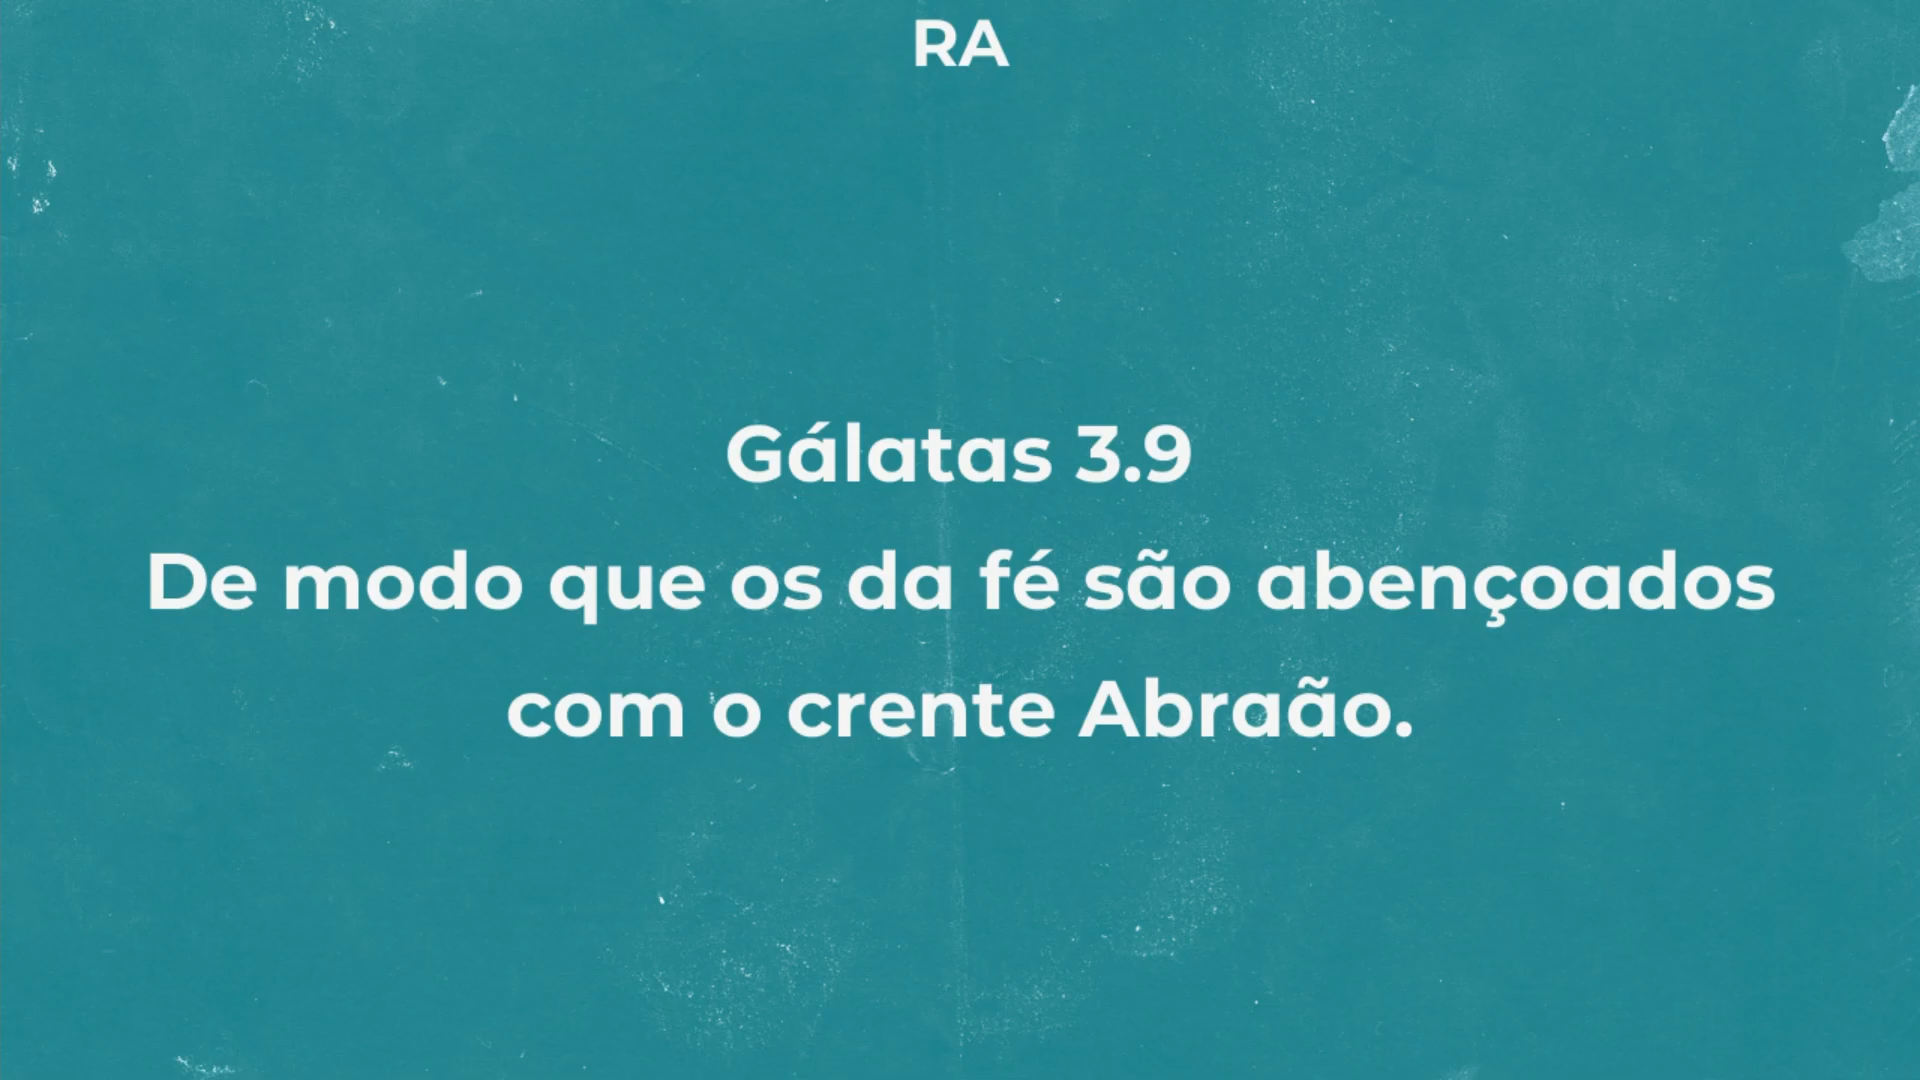 RA
Gálatas 3.9
De modo que os da fé são abençoados
com o crente Abraão.